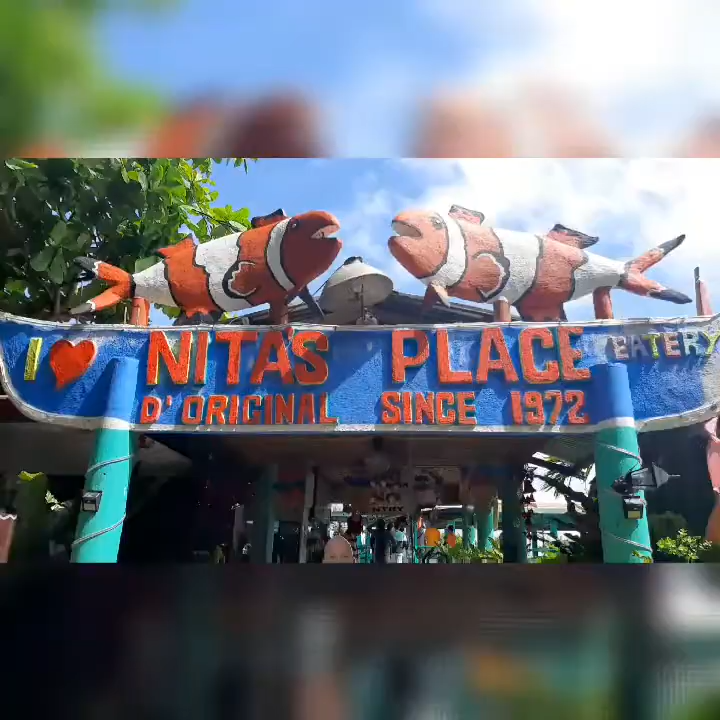 I ❤ NITA'S PLACE EATERY
D' ORIGINAL SINCE 1972